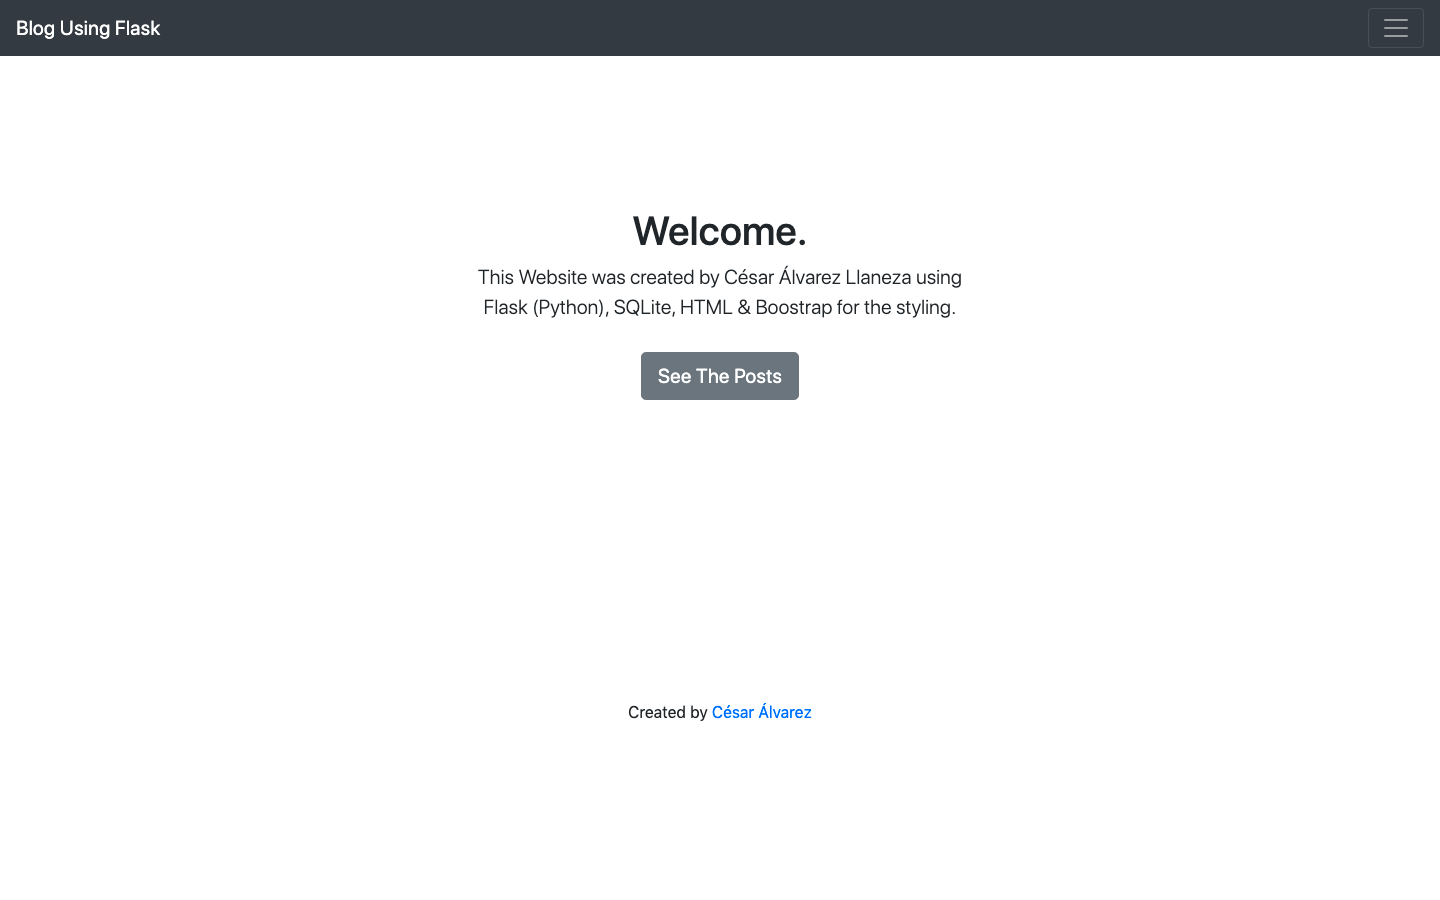 Blog Using Flask
Welcome.
This Website was created by César Álvarez Llaneza using
Flask (Python), SQLite, HTML & Boostrap for the styling.
See The Posts
Created by César Álvarez